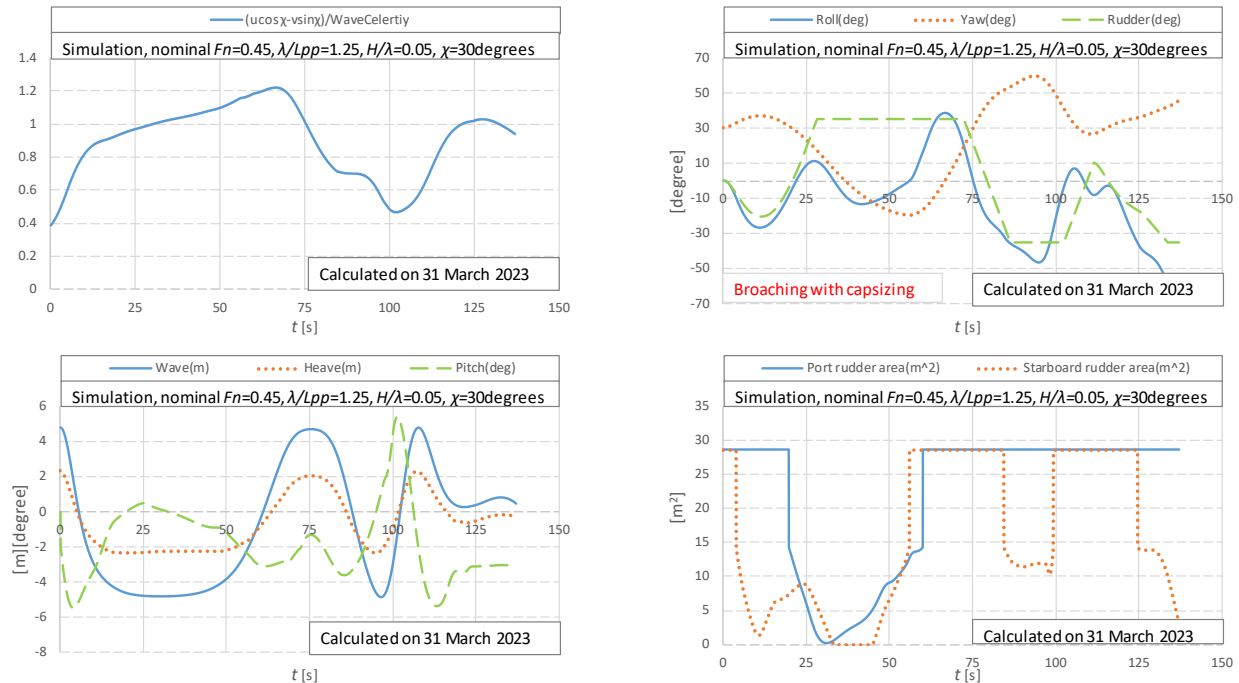 (ucosχ-vsinχ)/WaveCelertiy
Simulation, nominal Fn=0.45, λ/Lpp=1.25, H/λ=0.05, χ=30degrees
1.4
1.2
1
0.8
0.6
0.4
0.2
0
0 25 50 75 100 125 150
t [s]
Calculated on 31 March 2023
Roll(deg) Yaw(deg) Rudder(deg)
Simulation, nominal Fn=0.45, λ/Lpp=1.25, H/λ=0.05, χ=30degrees
[degree]
70
50
30
10
-10
-30
-50
-70
0 25 50 75 100 125 150
t [s]
Broaching with capsizing
Calculated on 31 March 2023
Wave(m) Heave(m) Pitch(deg)
Simulation, nominal Fn=0.45, λ/Lpp=1.25, H/λ=0.05, χ=30degrees
[m][degree]
6
4
2
0
-2
-4
-6
-8
0 25 50 75 100 125 150
t [s]
Calculated on 31 March 2023
Port rudder area(m^2) Starboard rudder area(m^2)
Simulation, nominal Fn=0.45, λ/Lpp=1.25, H/λ=0.05, χ=30degrees
[m²]
35
30
25
20
15
10
5
0
0 25 50 75 100 125 150
t [s]
Calculated on 31 March 2023